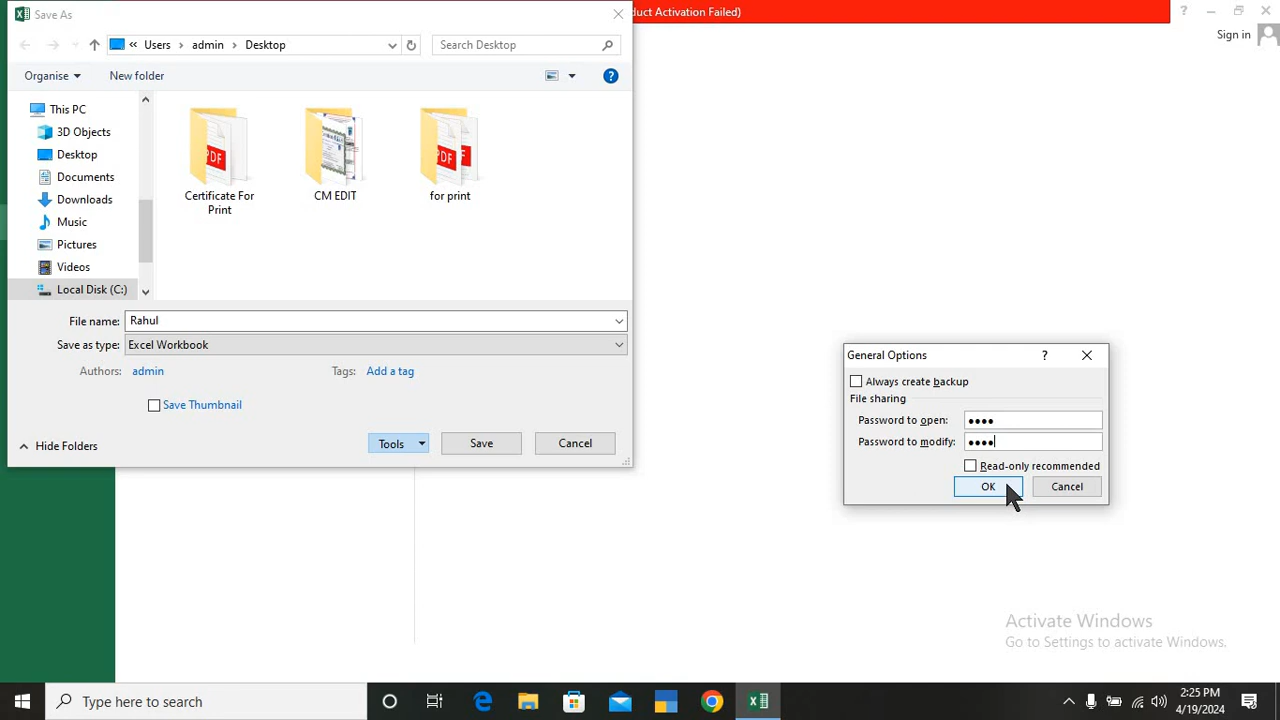 Save As
duct Activation Failed)
Sign in
« Users › admin › Desktop
Search Desktop
Organise
New folder
This PC
3D Objects
Desktop
Documents
Downloads
Music
Pictures
Videos
Local Disk (C:)
PDF
Certificate For
Print
CM EDIT
PDF
for print
File name: Rahul
Save as type: Excel Workbook
Authors: admin
Tags: Add a tag
Save Thumbnail
Hide Folders
Tools
Save
Cancel
General Options
Always create backup
File sharing
Password to open: ••••
Password to modify: ••••
Read-only recommended
OK
Cancel
Activate Windows
Go to Settings to activate Windows.
Type here to search
2:25 PM
4/19/2024